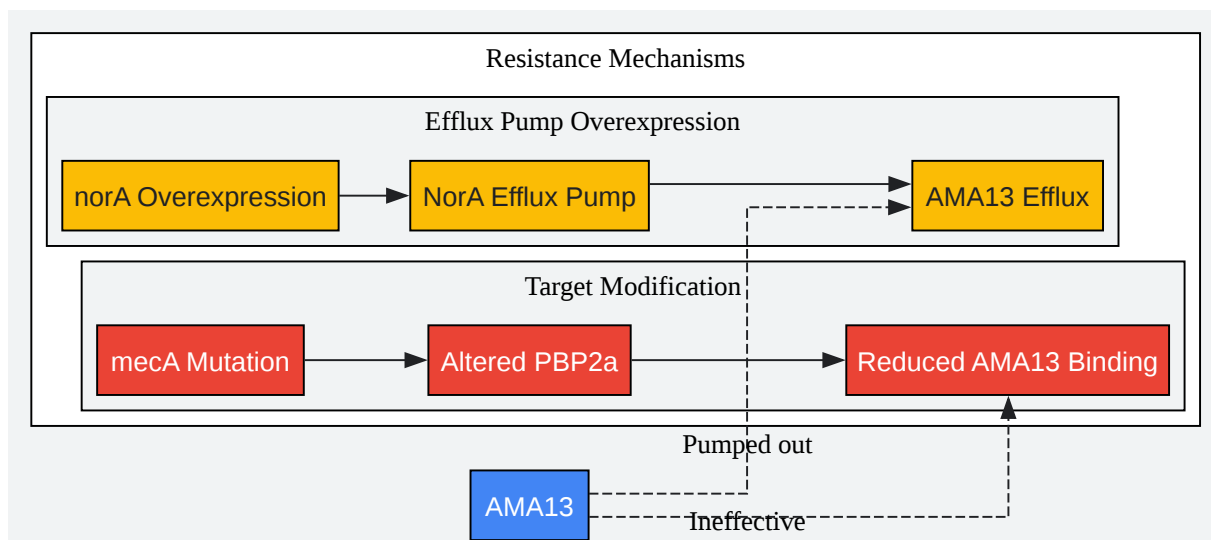 Resistance Mechanisms
Efflux Pump Overexpression
norA Overexpression
NorA Efflux Pump
AMA13 Efflux
Target Modification
mecA Mutation
Altered PBP2a
Reduced AMA13 Binding
Pumped out
AMA13
Ineffective